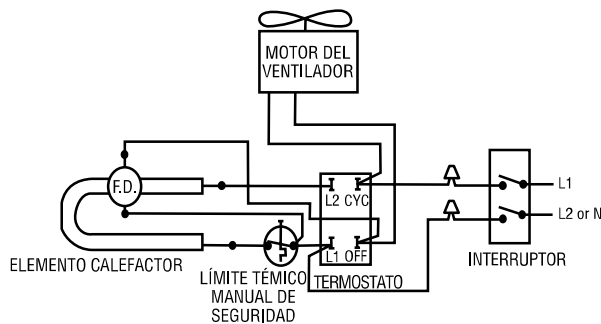 MOTOR DEL
VENTILADOR
F.D.
L2 CYC
L1
L2 or N
L1 OFF
ELEMENTO CALEFACTOR
LÍMITE TÉMICO
MANUAL DE
SEGURIDAD
TERMOSTATO
INTERRUPTOR